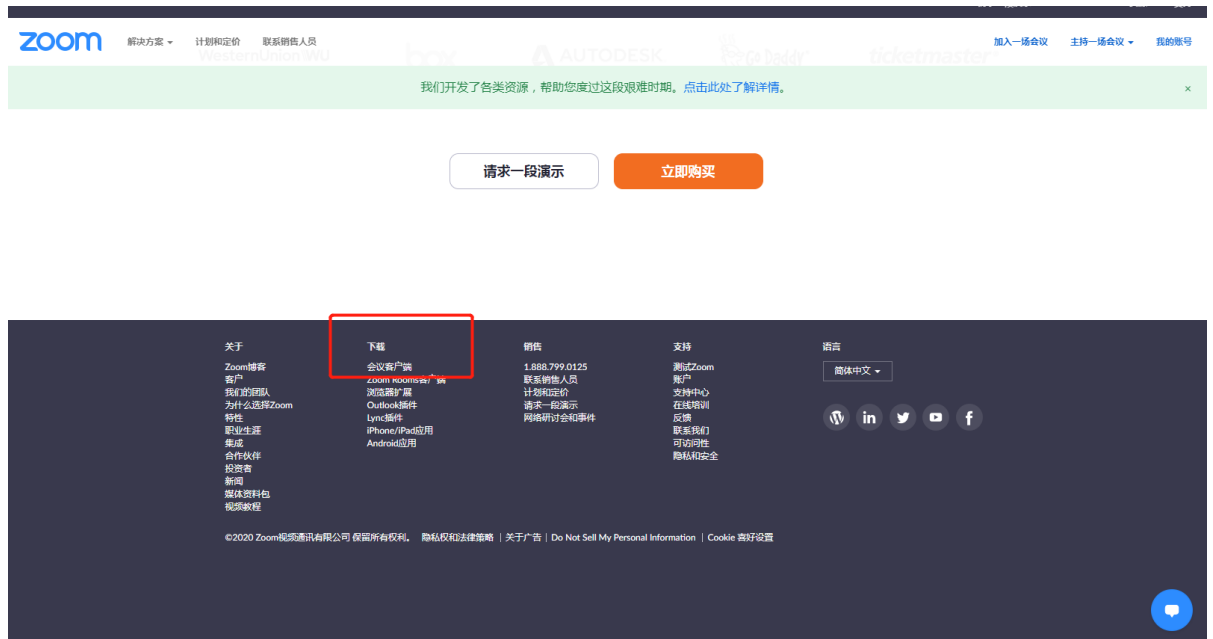 zoom
解决方案
计划和定价
联系销售人员
加入一场会议
主持一场会议
我的账号
WesternUnion\\WU
box
AUTODESK
Go Daddy
ticketmaster
我们开发了各类资源，帮助您度过这段艰难时期。点击此处了解详情。
×
请求一段演示
立即购买
关于
Zoom博客
客户
我们的团队
为什么选择Zoom
特性
职业生涯
集成
合作伙伴
投资者
新闻
媒体资料包
视频教程
下载
会议客户端
Zoom Rooms客户端
浏览器扩展
Outlook插件
Lync插件
iPhone/iPad应用
Android应用
销售
1.888.799.0125
联系销售人员
计划和定价
请求一段演示
网络研讨会和事件
支持
测试Zoom
账户
支持中心
在线培训
反馈
联系我们
可访问性
隐私和安全
语言
简体中文
in
f
©2020 Zoom视频通讯有限公司 保留所有权利。 隐私权和法律策略 | 关于广告 | Do Not Sell My Personal Information | Cookie 喜好设置